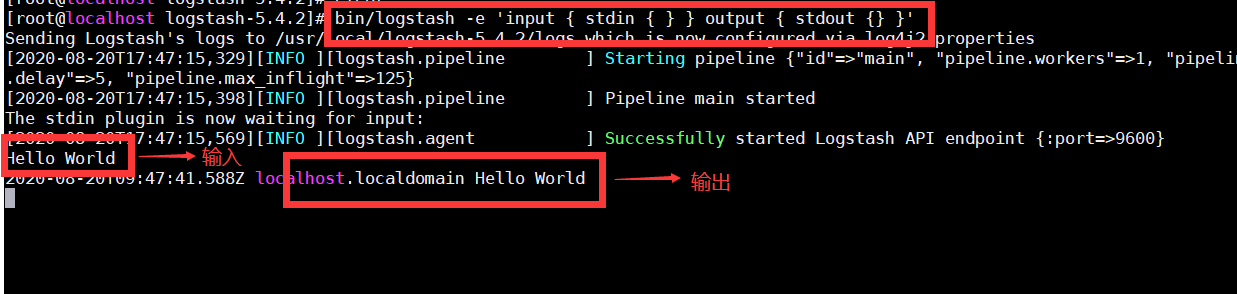 [root@localhost logstash-5.4.2]#
[root@localhost logstash-5.4.2]# bin/logstash -e 'input { stdin { } } output { stdout {} }'
Sending Logstash's logs to /usr/local/logstash-5.4.2/logs which is now configured via log4j2.properties
[2020-08-20T17:47:15,329][INFO ][logstash.pipeline        ] Starting pipeline {"id"=>"main", "pipeline.workers"=>1, "pipelin
.delay"=>5, "pipeline.max_inflight"=>125}
[2020-08-20T17:47:15,398][INFO ][logstash.pipeline        ] Pipeline main started
The stdin plugin is now waiting for input:
[2020-08-20T17:47:15,569][INFO ][logstash.agent           ] Successfully started Logstash API endpoint {:port=>9600}
Hello World 输入
2020-08-20T09:47:41.588Z localhost.localdomain Hello World 输出